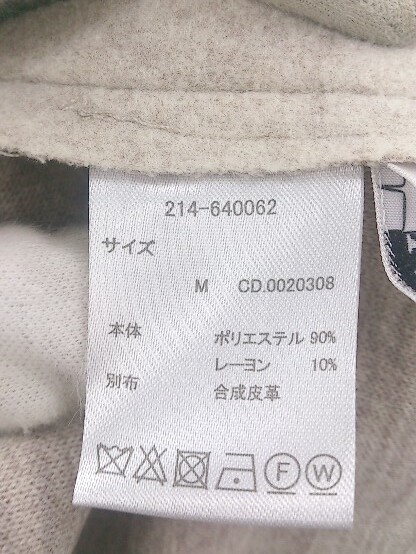 214-640062
サイズ
M CD.0020308
本体 ポリエステル 90%
レーヨン 10%
別布 合成皮革
F W